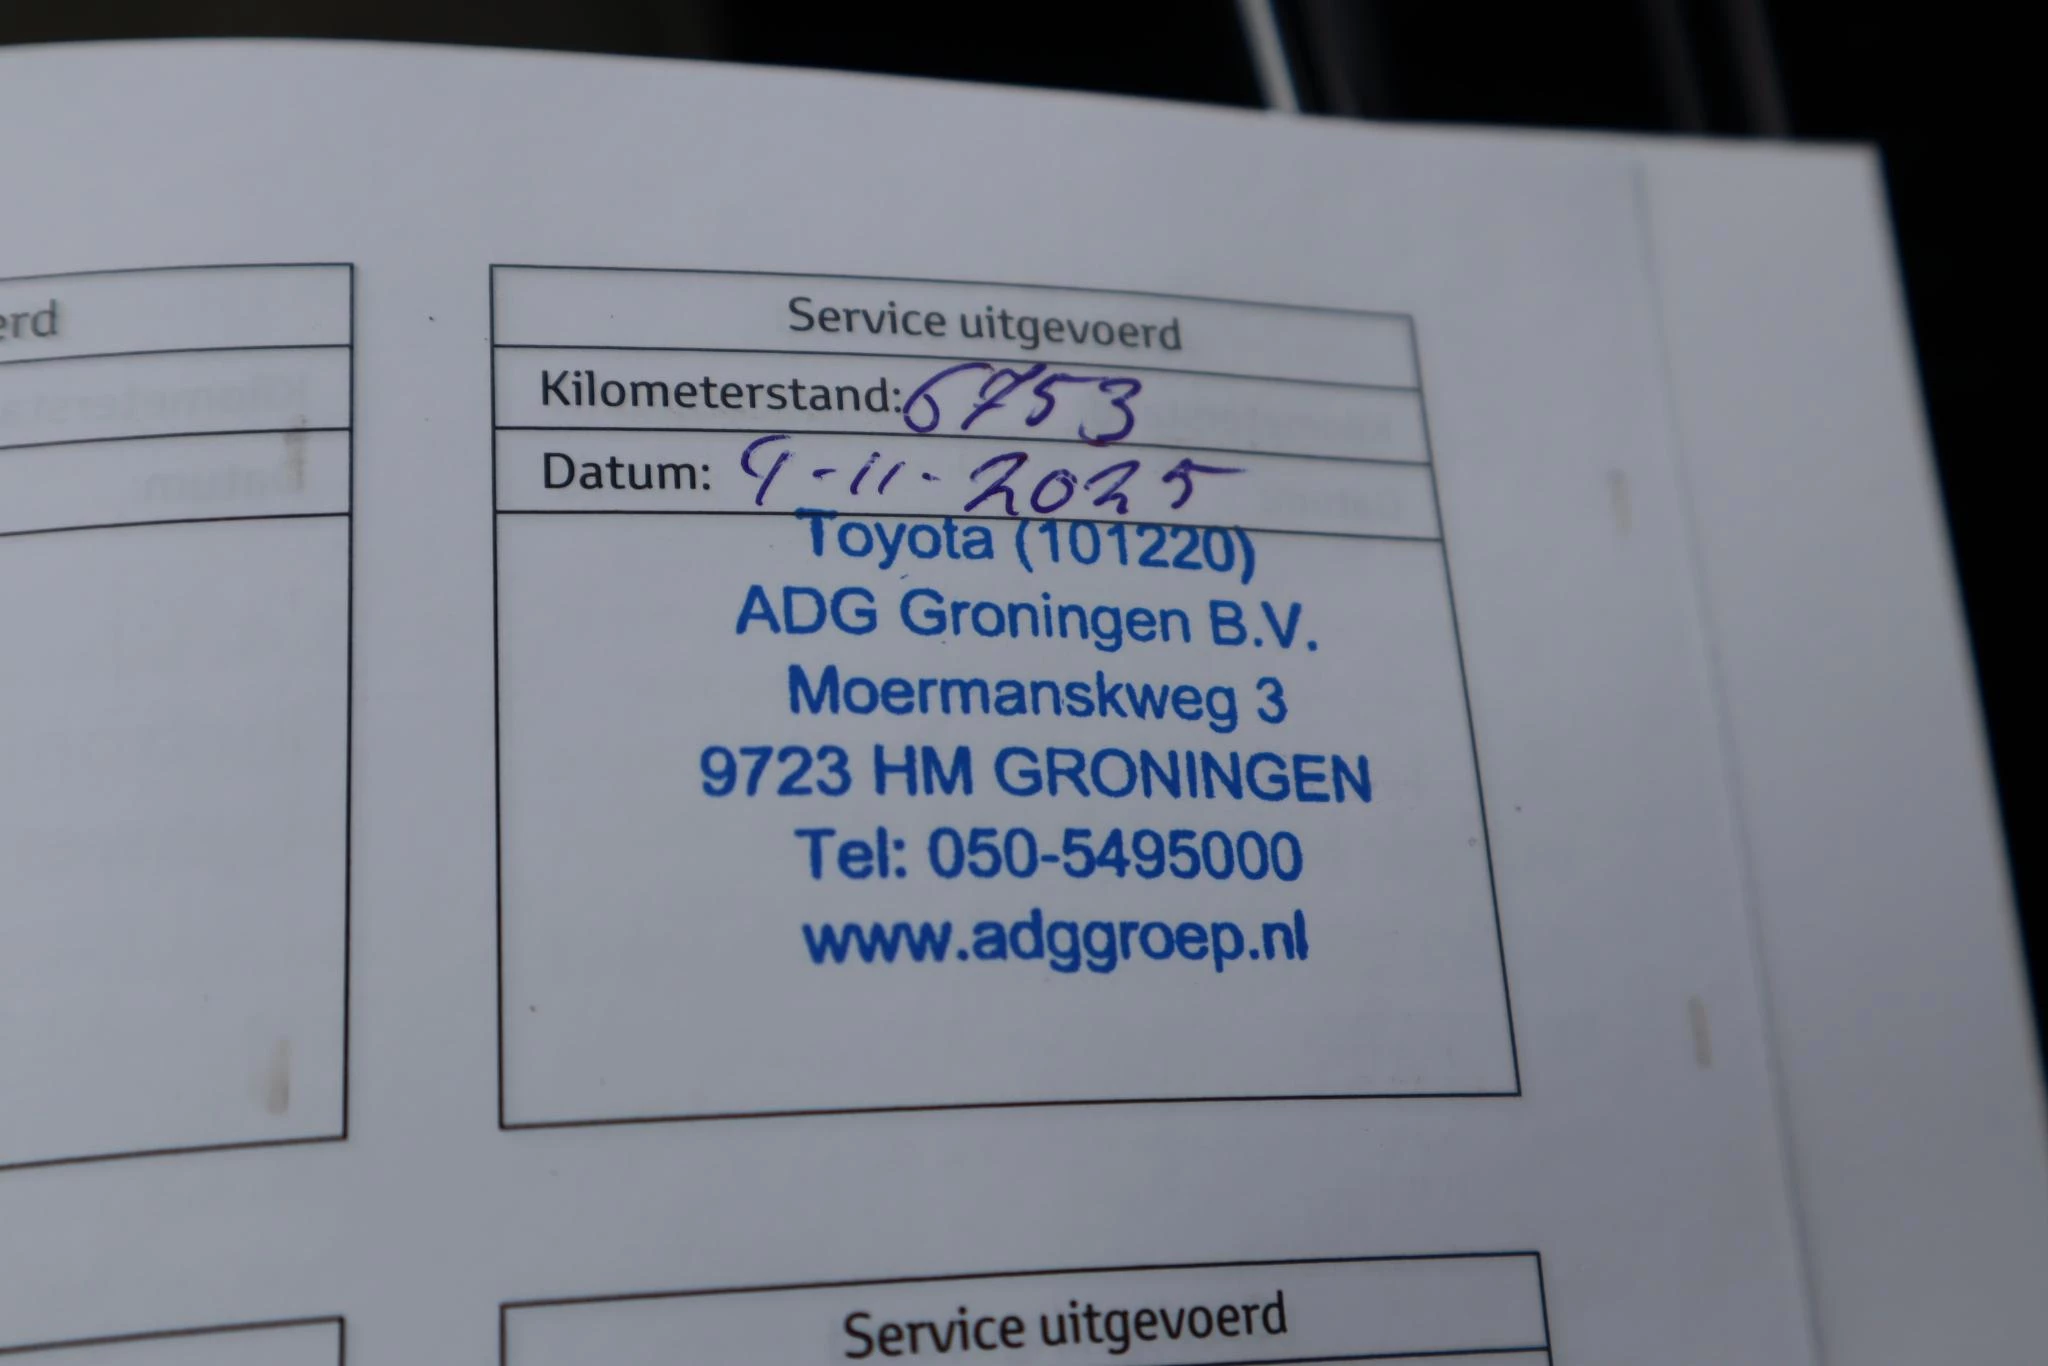 erd
Service uitgevoerd
Kilometerstand: 6753
Datum: 9-11-2025
Toyota (101220)
ADG Groningen B.V.
Moermanskweg 3
9723 HM GRONINGEN
Tel: 050-5495000
www.adggroep.nl
Service uitgevoerd